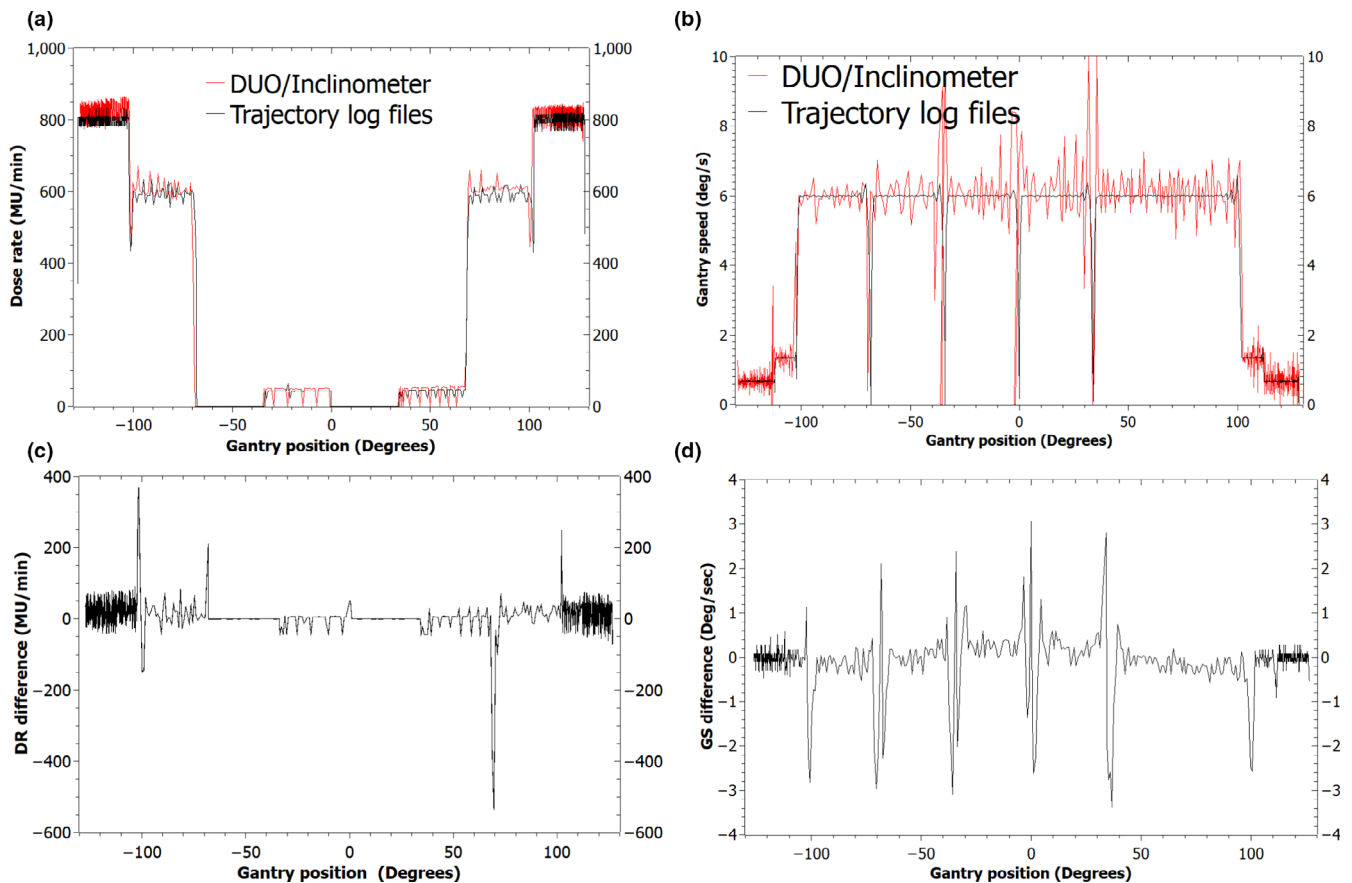 (a)
1,000
800
600
400
200
0
Dose rate (MU/min)
DUO/Inclinometer
Trajectory log files
1,000
800
600
400
200
0
−100 −50 0 50 100
Gantry position (Degrees)
(b)
10
8
6
4
2
0
Gantry speed (deg/s)
DUO/Inclinometer
Trajectory log files
10
8
6
4
2
0
−100 −50 0 50 100
Gantry position (Degrees)
(c)
400
200
0
−200
−400
−600
DR difference (MU/min)
400
200
0
−200
−400
−600
−100 −50 0 50 100
Gantry position (Degrees)
(d)
4
3
2
1
0
−1
−2
−3
−4
GS difference (Deg/sec)
4
3
2
1
0
−1
−2
−3
−4
−100 −50 0 50 100
Gantry position (Degrees)